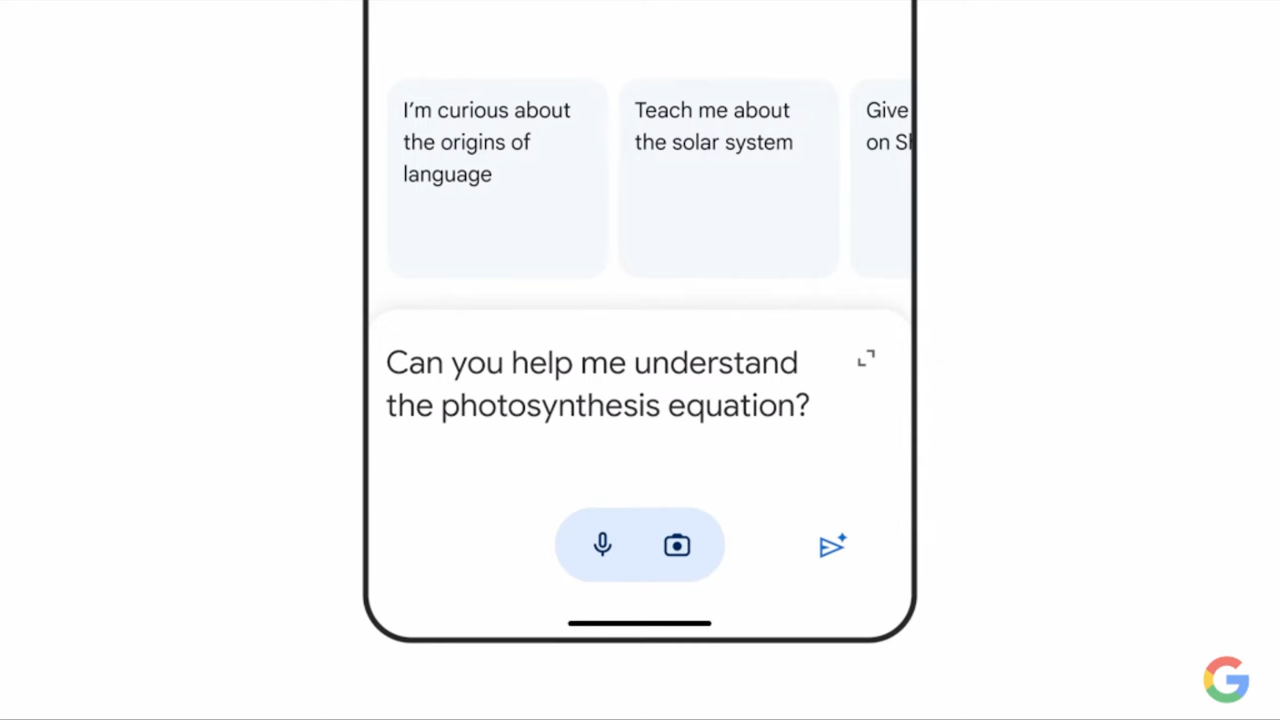 I’m curious about
the origins of
language
Teach me about
the solar system
Give
on
Can you help me understand
the photosynthesis equation?